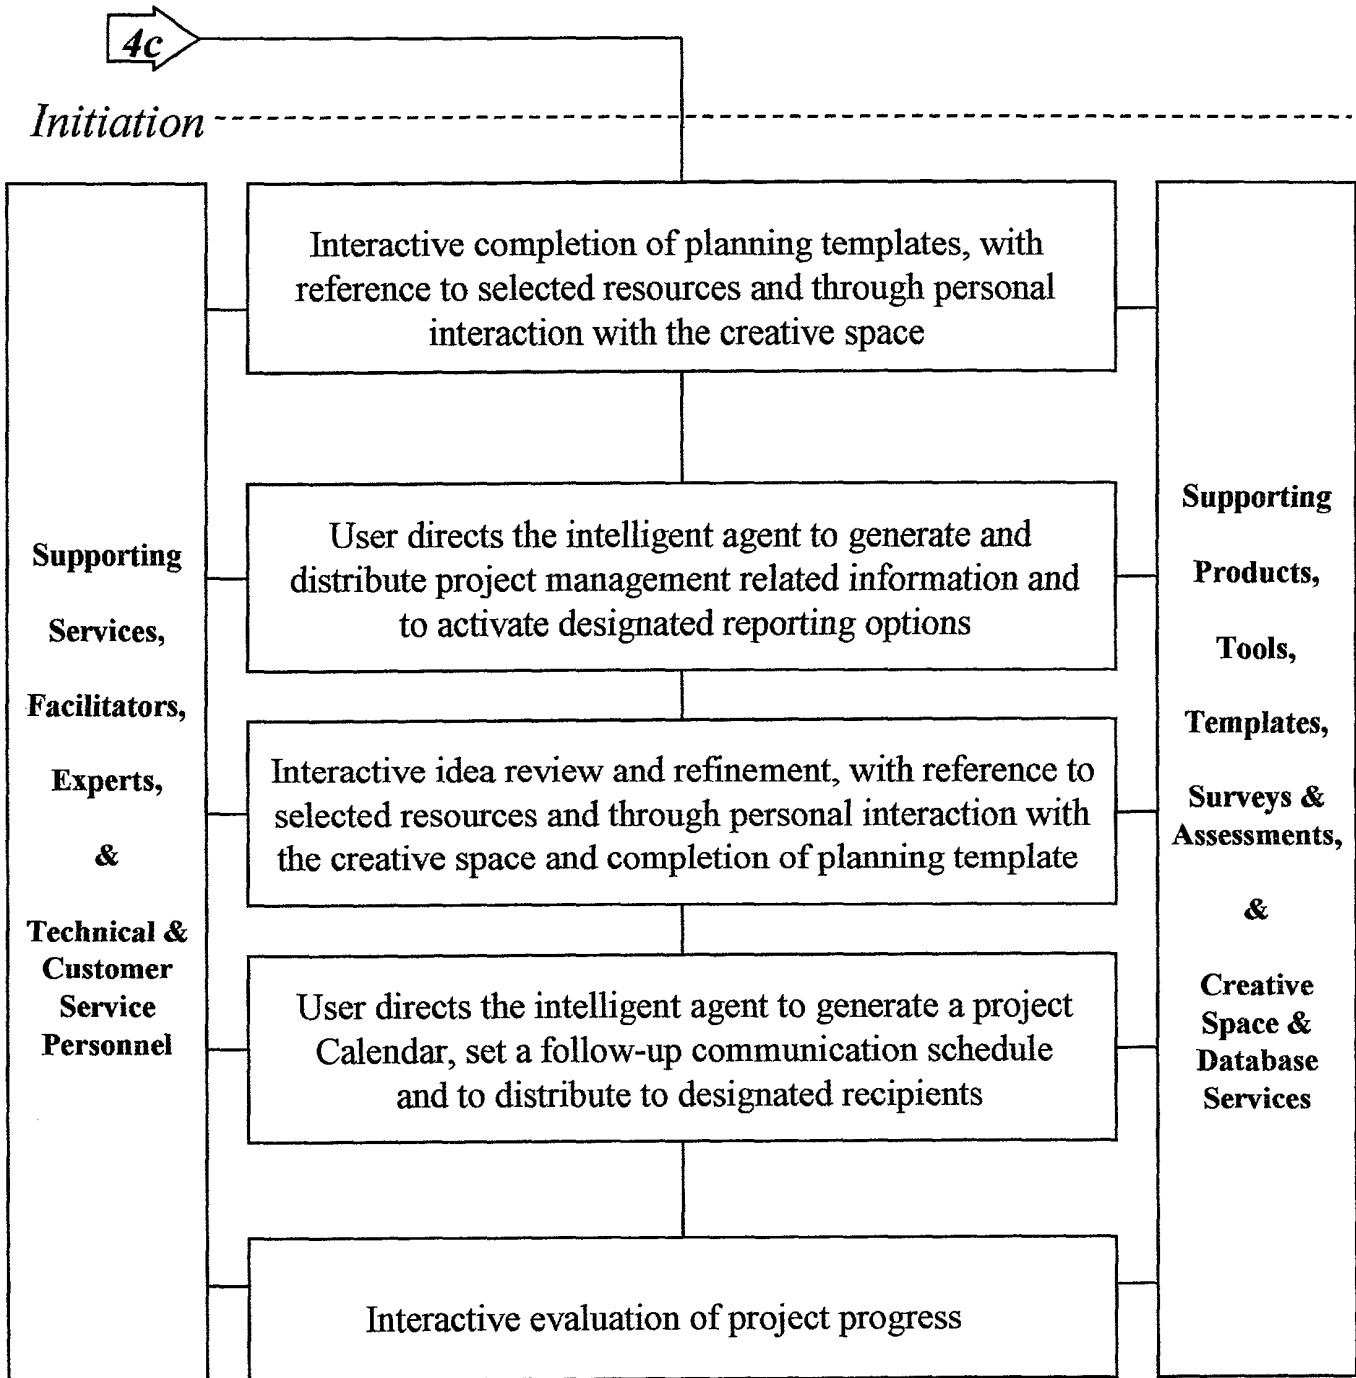 4c
Initiation
Interactive completion of planning templates, with
reference to selected resources and through personal
interaction with the creative space
User directs the intelligent agent to generate and
distribute project management related information and
to activate designated reporting options
Interactive idea review and refinement, with reference to
selected resources and through personal interaction with
the creative space and completion of planning template
User directs the intelligent agent to generate a project
Calendar, set a follow-up communication schedule
and to distribute to designated recipients
Interactive evaluation of project progress
Supporting
Services,
Facilitators,
Experts,
&
Technical &
Customer
Service
Personnel
Supporting
Products,
Tools,
Templates,
Surveys &
Assessments,
&
Creative
Space &
Database
Services